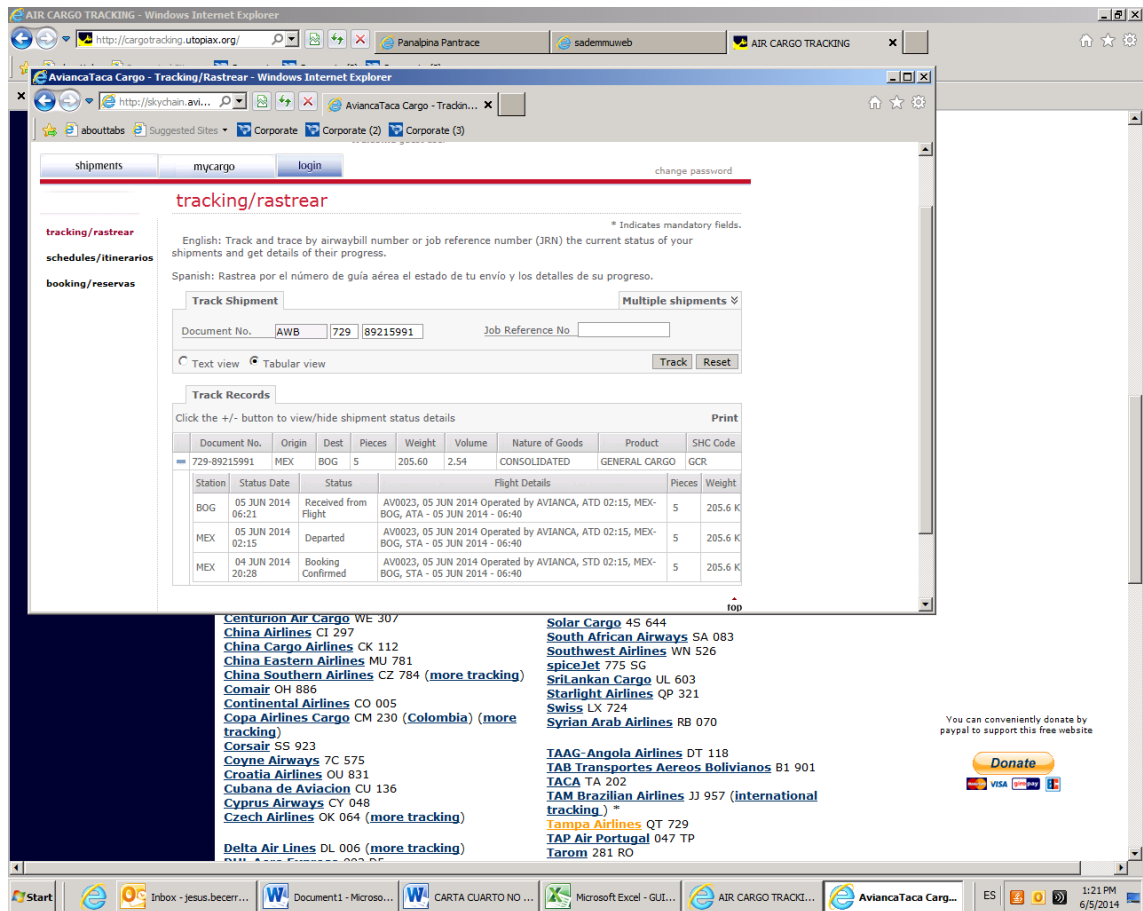 AIR CARGO TRACKING - Windows Internet Explorer
http://cargotracking.utopiax.org/
Panalpina Pantrace
sademmuweb
AIR CARGO TRACKING
AviancaTaca Cargo - Tracking/Rastrear - Windows Internet Explorer
http://skychain.avi...
AviancaTaca Cargo - Trackin...
abouttabs
Suggested Sites
Corporate
Corporate (2)
Corporate (3)
shipments
mycargo
login
change password
tracking/rastrear
* Indicates mandatory fields.
tracking/rastrear
schedules/itinerarios
booking/reservas
English: Track and trace by airwaybill number or job reference number (JRN) the current status of your
shipments and get details of their progress.
Spanish: Rastrea por el número de guía aérea el estado de tu envío y los detalles de su progreso.
Track Shipment
Multiple shipments
Document No. AWB 729 89215991 Job Reference No
Text view Tabular view Track Reset
Track Records
Click the +/- button to view/hide shipment status details Print
Document No. Origin Dest Pieces Weight Volume Nature of Goods Product SHC Code
729-89215991 MEX BOG 5 205.60 2.54 CONSOLIDATED GENERAL CARGO GCR
Station Status Date Status Flight Details Pieces Weight
BOG 05 JUN 2014 06:21 Received from Flight AV0023, 05 JUN 2014 Operated by AVIANCA, ATD 02:15, MEX-BOG, ATA - 05 JUN 2014 - 06:40 5 205.6 K
MEX 05 JUN 2014 02:15 Departed AV0023, 05 JUN 2014 Operated by AVIANCA, ATD 02:15, MEX-BOG, STA - 05 JUN 2014 - 06:40 5 205.6 K
MEX 04 JUN 2014 20:28 Booking Confirmed AV0023, 05 JUN 2014 Operated by AVIANCA, STD 02:15, MEX-BOG, STA - 05 JUN 2014 - 06:40 5 205.6 K
top
Centurion Air Cargo WE 307
China Airlines CI 297
China Cargo Airlines CK 112
China Eastern Airlines MU 781
China Southern Airlines CZ 784 (more tracking)
Comair OH 886
Continental Airlines CO 005
Copa Airlines Cargo CM 230 (Colombia) (more
tracking)
Corsair SS 923
Coyne Airways 7C 575
Croatia Airlines OU 831
Cubana de Aviacion CU 136
Cyprus Airways CY 048
Czech Airlines OK 064 (more tracking)
Delta Air Lines DL 006 (more tracking)
Solar Cargo 4S 644
South African Airways SA 083
Southwest Airlines WN 526
spiceJet 775 SG
SriLankan Cargo UL 603
Starlight Airlines QP 321
Swiss LX 724
Syrian Arab Airlines RB 070
TAAG-Angola Airlines DT 118
TAB Transportes Aereos Bolivianos B1 901
TACA TA 202
TAM Brazilian Airlines JJ 957 (international
tracking ) *
Tampa Airlines QT 729
TAP Air Portugal 047 TP
Tarom 281 RO
You can conveniently donate by
paypal to support this free website
Donate
VISA
Start
Inbox - jesus.becerr...
Document1 - Microso...
CARTA CUARTO NO ...
Microsoft Excel - GUI...
AIR CARGO TRACKI...
AviancaTaca Carg...
ES
1:21 PM
6/5/2014